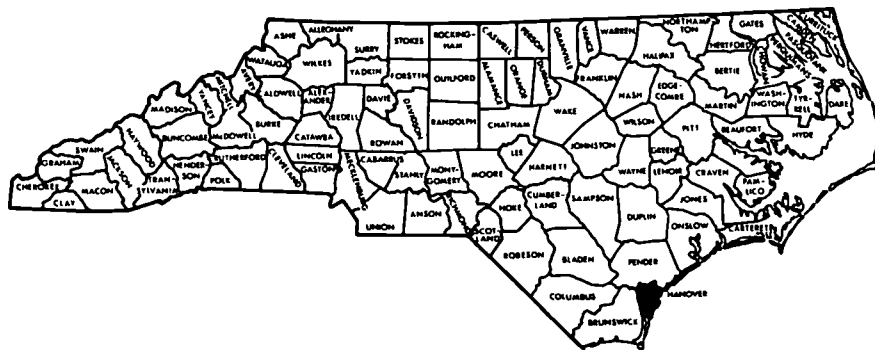 ASHE
ALLEGHANY
SURRY
STOKES
ROCKING-
HAM
CASWELL
PERSON
GRANVILLE
VANCE
WARREN
NORTHAM
TON
GATES
HERTFORD
HALIFAX
BERTIE
WATAUGA
WILKES
YADKIN
FORSYTH
GUILFORD
ALAMANCE
ORANGE
DURHAM
FRANKLIN
NASH
EDGE-
COMBE
MARTIN
WASH-
INGTON
TYR-
RELL
DARE
AVERY
MITCHELL
YANCEY
MADISON
ALDWELL
ALEX-
ANDER
IREDELL
DAVIE
DAVIDSON
RANDOLPH
CHATHAM
WAKE
WILSON
PITT
BEAUFORT
HYDE
BUNCOMBE
McDOWELL
BURKE
CATAWBA
ROWAN
JOHNSTON
GREENE
HAYWOOD
SWAIN
GRAHAM
JACKSON
RUTHERFORD
CLEVELAND
LINCOLN
GASTON
MECKLENBURG
CABARRUS
STANLY
MONT-
GOMERY
MOORE
LEE
HARNETT
WAYNE
LENOIR
CRAVEN
PAM-
LICO
CHEROKEE
CLAY
MACON
TRAN-
SYLVANIA
HENDER-
SON
POLK
UNION
ANSON
RICHMOND
SCOT-
LAND
HOKE
CUMBER-
LAND
SAMPSON
DUPLIN
JONES
ONSLOW
CARTERET
ROBESON
BLADEN
PENDER
COLUMBUS
BRUNSWICK
HANOVER